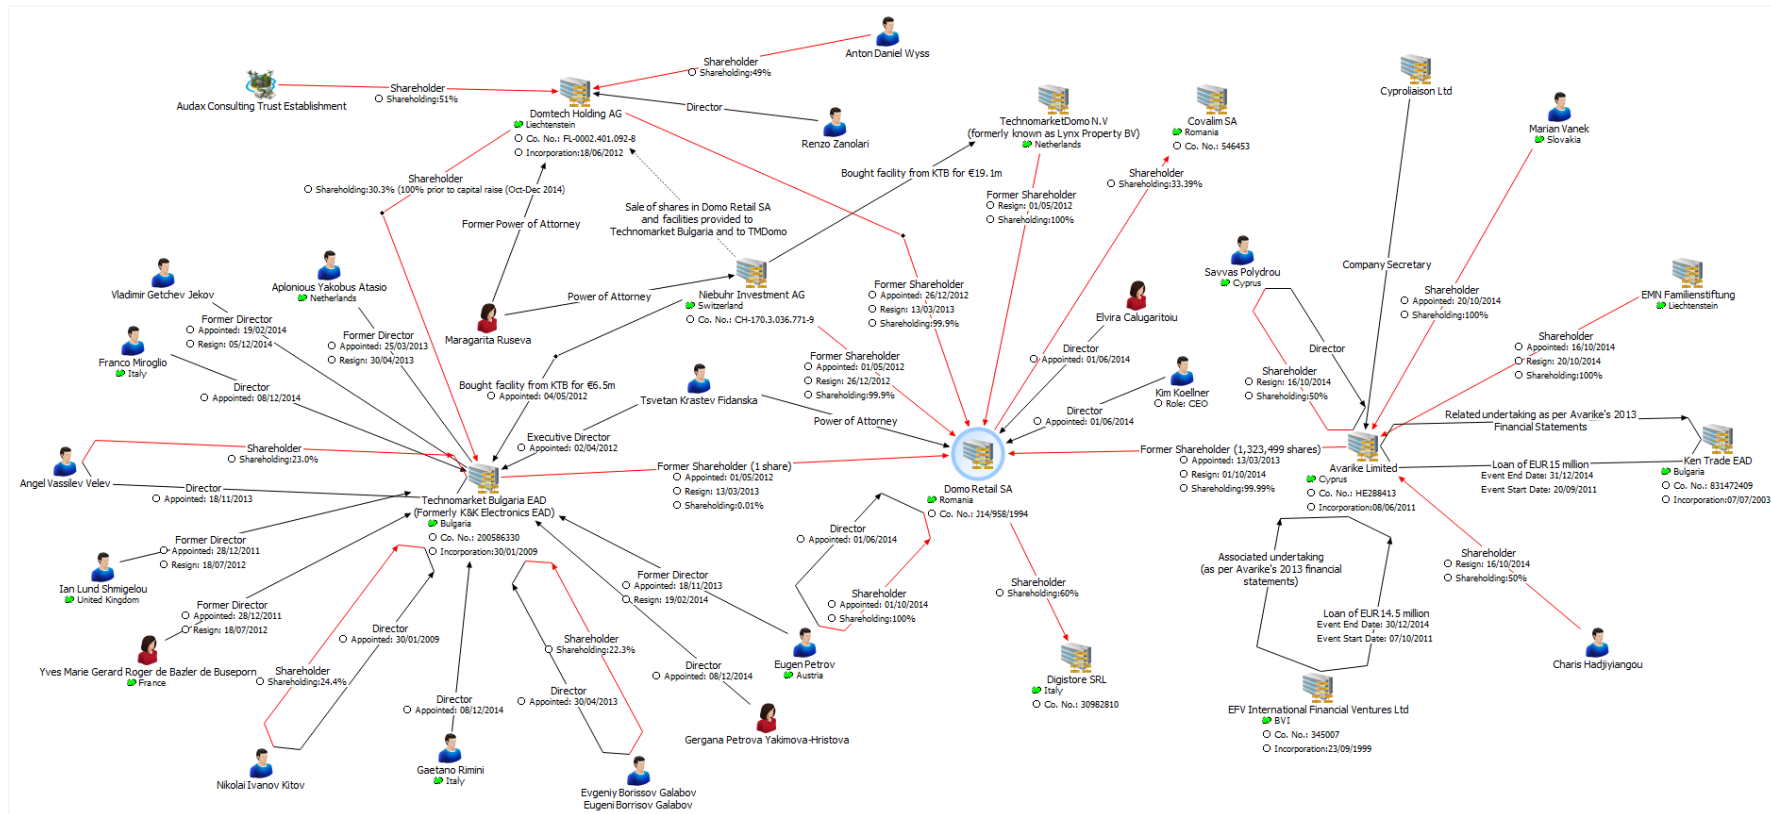 Anton Daniel Wyss
Shareholder
Shareholding:49%
Audax Consulting Trust Establishment
Shareholder
Shareholding:51%
Domtech Holding AG
Liechtenstein
Co. No.: FL-0002.401.092-8
Incorporation:18/06/2012
Director
Renzo Zanolari
TechnomarketDomo N.V
(formerly known as Lynx Property BV)
Netherlands
Covalim SA
Romania
Co. No.: 546453
Cyproliaison Ltd
Marian Vanek
Slovakia
Shareholder
Shareholding:30.3% (100% prior to capital raise (Oct-Dec 2014)
Former Power of Attorney
Sale of shares in Domo Retail SA
and facilities provided to
Technomarket Bulgaria and to TMDomo
Bought facility from KTB for €19.1m
Former Shareholder
Resign: 01/05/2012
Shareholding:100%
Shareholder
Shareholding:33.39%
Company Secretary
Savvas Polydrou
Cyprus
EMN Familienstiftung
Liechtenstein
Shareholder
Appointed: 20/10/2014
Shareholding:100%
Vladimir Getchev Jekov
Aplonious Yakobus Atasio
Netherlands
Power of Attorney
Niebuhr Investment AG
Switzerland
Co. No.: CH-170.3.036.771-9
Former Shareholder
Appointed: 26/12/2012
Resign: 13/03/2013
Shareholding:99.9%
Elvira Calugaritoiu
Maragarita Ruseva
Former Director
Appointed: 19/02/2014
Resign: 05/12/2014
Former Director
Appointed: 25/03/2013
Resign: 30/04/2013
Franco Miroglio
Italy
Director
Appointed: 08/12/2014
Bought facility from KTB for €6.5m
Appointed: 04/05/2012
Former Shareholder
Appointed: 01/05/2012
Resign: 26/12/2012
Shareholding:99.9%
Director
Appointed: 01/06/2014
Kim Koellner
Role: CEO
Director
Appointed: 01/06/2014
Director
Shareholder
Resign: 16/10/2014
Shareholding:50%
Shareholder
Appointed: 16/10/2014
Resign: 20/10/2014
Shareholding:100%
Tsvetan Krastev Fidanska
Power of Attorney
Executive Director
Appointed: 02/04/2012
Related undertaking as per Avarike's 2013
Financial Statements
Shareholder
Shareholding:23.0%
Angel Vassilev Velev
Director
Appointed: 18/11/2013
Technomarket Bulgaria EAD
(Formerly K&K Electronics EAD)
Bulgaria
Co. No.: 200586330
Incorporation:30/01/2009
Former Shareholder (1 share)
Appointed: 01/05/2012
Resign: 13/03/2013
Shareholding:0.01%
Domo Retail SA
Romania
Co. No.: J14/958/1994
Former Shareholder (1,323,499 shares)
Appointed: 13/03/2013
Resign: 01/10/2014
Shareholding:99.99%
Avarike Limited
Cyprus
Co. No.: HE288413
Incorporation:08/06/2011
Loan of EUR 15 million
Event End Date: 31/12/2014
Event Start Date: 20/09/2011
Ken Trade EAD
Bulgaria
Co. No.: 831472409
Incorporation:07/07/2003
Former Director
Appointed: 28/12/2011
Resign: 18/07/2012
Ian Lund Shmigelou
United Kingdom
Former Director
Appointed: 28/12/2011
Resign: 18/07/2012
Yves Marie Gerard Roger de Bazler de Buseporn
France
Director
Appointed: 30/01/2009
Shareholder
Shareholding:24.4%
Nikolai Ivanov Kitov
Director
Appointed: 08/12/2014
Gaetano Rimini
Italy
Shareholder
Shareholding:22.3%
Director
Appointed: 30/04/2013
Evgeniy Borissov Galabov
Eugeni Borrisov Galabov
Former Director
Appointed: 18/11/2013
Resign: 19/02/2014
Eugen Petrov
Austria
Director
Appointed: 08/12/2014
Gergana Petrova Yakimova-Hristova
Director
Appointed: 01/06/2014
Shareholder
Appointed: 01/10/2014
Shareholding:100%
Shareholder
Shareholding:60%
Digistore SRL
Italy
Co. No.: 30982810
Associated undertaking
(as per Avarike's 2013 financial
statements)
Loan of EUR 14.5 million
Event End Date: 30/12/2014
Event Start Date: 07/10/2011
EFV International Financial Ventures Ltd
BVI
Co. No.: 345007
Incorporation:23/09/1999
Shareholder
Resign: 16/10/2014
Shareholding:50%
Charis Hadjiyiangou